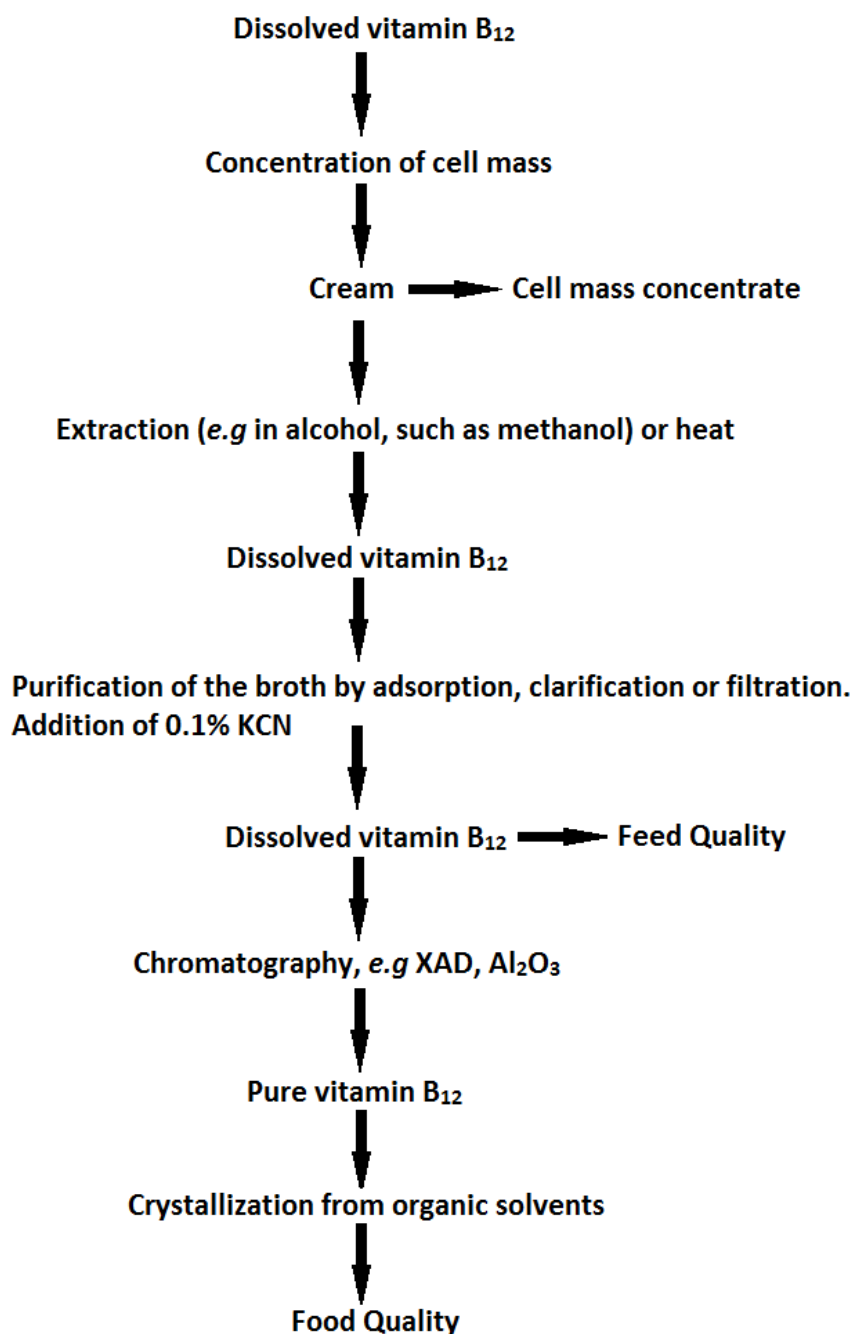 Dissolved vitamin B₁₂
Concentration of cell mass
Cream
Cell mass concentrate
Extraction (e.g in alcohol, such as methanol) or heat
Dissolved vitamin B₁₂
Purification of the broth by adsorption, clarification or filtration.
Addition of 0.1% KCN
Dissolved vitamin B₁₂
Feed Quality
Chromatography, e.g XAD, Al₂O₃
Pure vitamin B₁₂
Crystallization from organic solvents
Food Quality